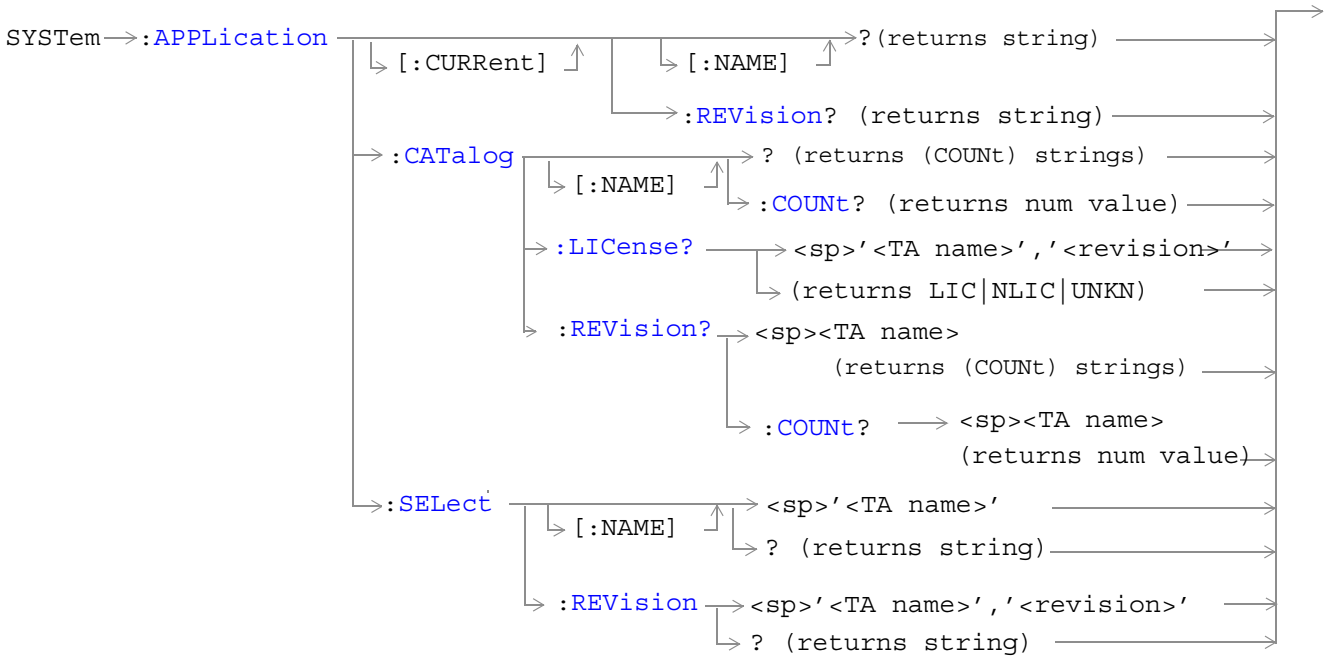 SYSTem :APPLication ?(returns string)
[:CURRent] [:NAME]
:REVision? (returns string)
:CATalog ? (returns (COUNt) strings)
[:NAME]
:COUNt? (returns num value)
:LICense? <sp>’<TA name>’,’<revision>’
(returns LIC|NLIC|UNKN)
:REVision? <sp><TA name>
(returns (COUNt) strings)
:COUNt? <sp><TA name>
(returns num value)
:SELect <sp>’<TA name>’
[:NAME]
? (returns string)
:REVision <sp>’<TA name>’,’<revision>’
? (returns string)